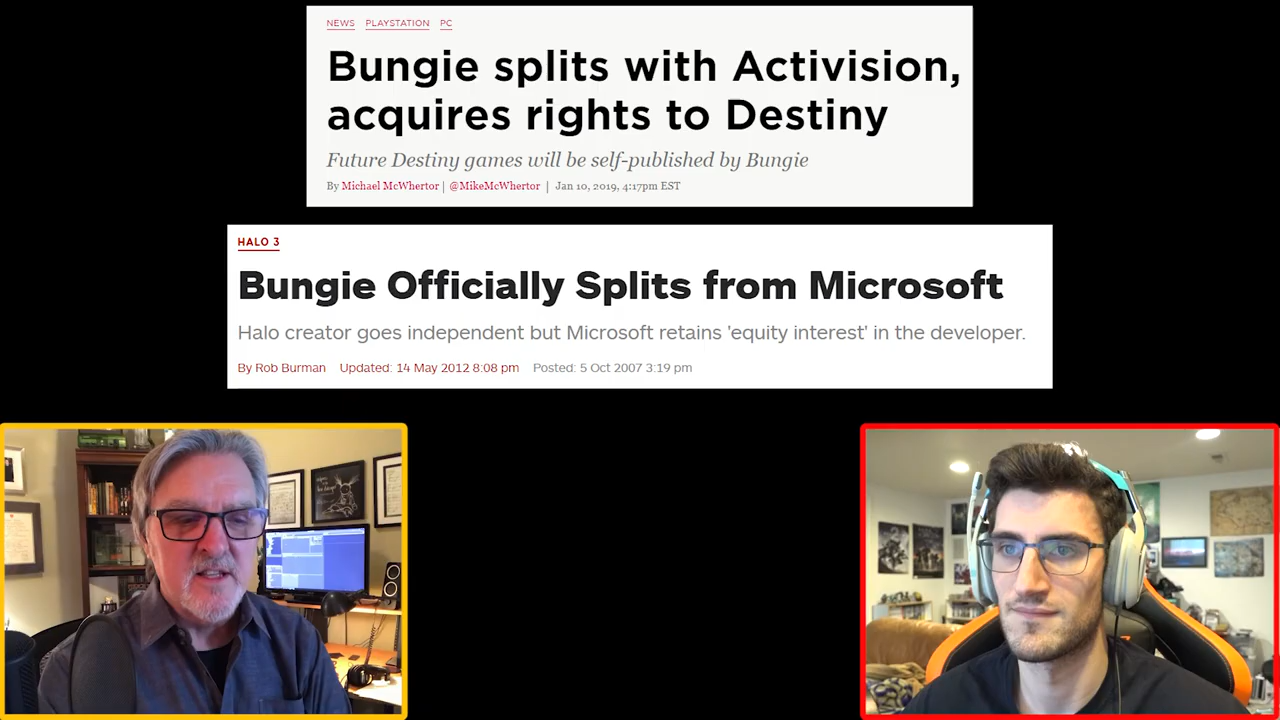 NEWS PLAYSTATION PC
Bungie splits with Activision,
acquires rights to Destiny
Future Destiny games will be self-published by Bungie
By Michael McWhertor | @MikeMcWhertor | Jan 10, 2019, 4:17pm EST
HALO 3
Bungie Officially Splits from Microsoft
Halo creator goes independent but Microsoft retains 'equity interest' in the developer.
By Rob Burman Updated: 14 May 2012 8:08 pm Posted: 5 Oct 2007 3:19 pm